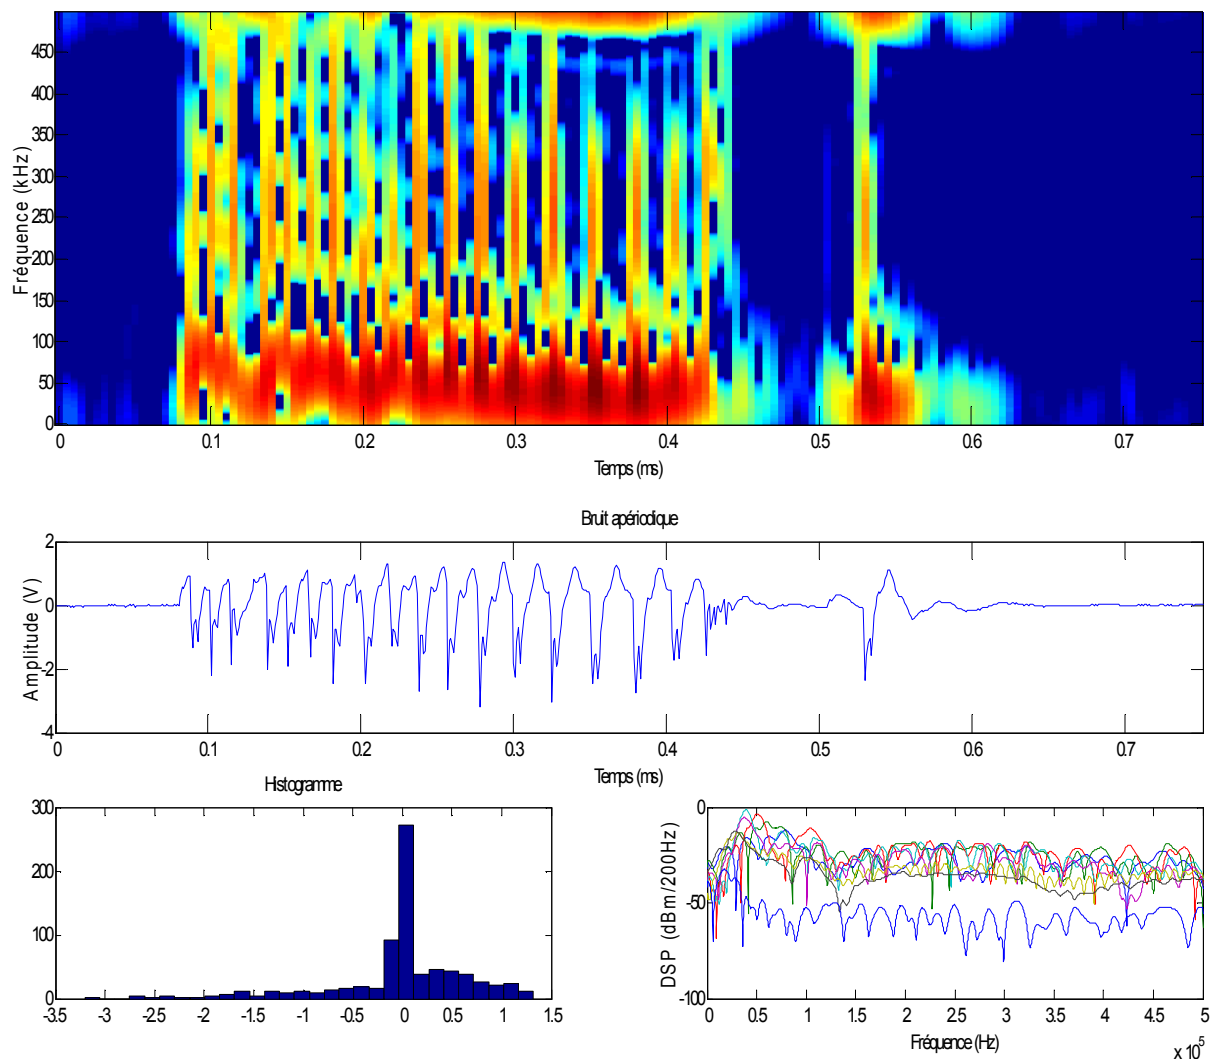 450
400
350
300
250
200
150
100
50
0
Fréquence (kHz)
0 0.1 0.2 0.3 0.4 0.5 0.6 0.7
Temps (ms)
Bruit apériodique
2
0
-2
-4
Amplitude (V)
0 0.1 0.2 0.3 0.4 0.5 0.6 0.7
Temps (ms)
Histogramme
300
200
100
0
-3.5 -3 -2.5 -2 -1.5 -1 -0.5 0 0.5 1 1.5
0
-50
-100
DSP (dBm/200Hz)
0 0.5 1 1.5 2 2.5 3 3.5 4 4.5 5
Fréquence (Hz)
x 10^5